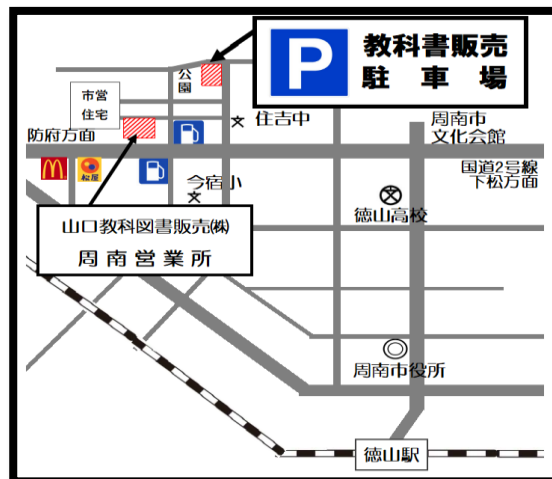 P
教科書販売
駐車場
公園
市営
住宅
防府方面
住吉中
周南市
文化会館
国道2号線
下松方面
松屋
今宿小
徳山高校
山口教科図書販売㈱
周南営業所
周南市役所
徳山駅